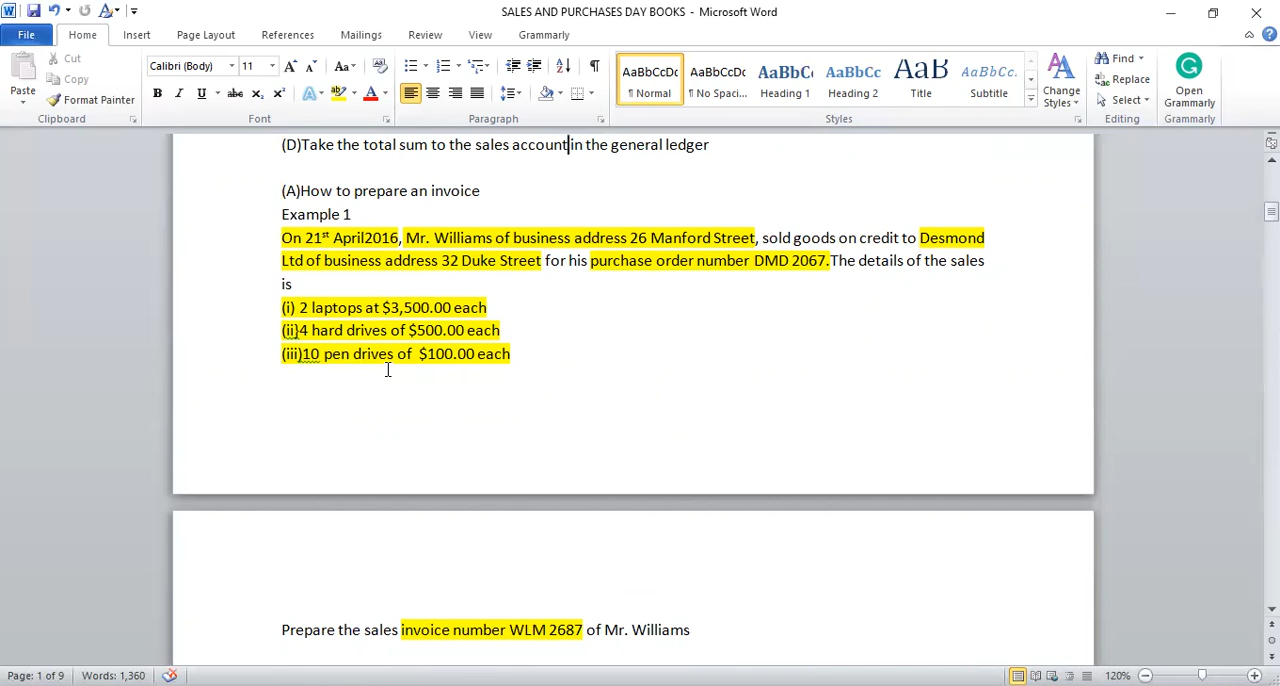 SALES AND PURCHASES DAY BOOKS - Microsoft Word
File Home Insert Page Layout References Mailings Review View Grammarly
Paste Cut Copy Format Painter Clipboard
Calibri (Body) 11 Font
Paragraph
AaBbCcDc ¶ Normal
AaBbCcDc ¶ No Spaci...
AaBbC( Heading 1
AaBbCc Heading 2
AaB Title
AaBbCc. Subtitle
Styles
Change Styles
Find Replace Select Editing
Open Grammarly Grammarly
(D)Take the total sum to the sales account in the general ledger
(A)How to prepare an invoice
Example 1
On 21st April2016, Mr. Williams of business address 26 Manford Street, sold goods on credit to Desmond
Ltd of business address 32 Duke Street for his purchase order number DMD 2067.The details of the sales
is
(i) 2 laptops at $3,500.00 each
(ii}4 hard drives of $500.00 each
(iii)10 pen drives of $100.00 each
Prepare the sales invoice number WLM 2687 of Mr. Williams
Page: 1 of 9 Words: 1,360 120%